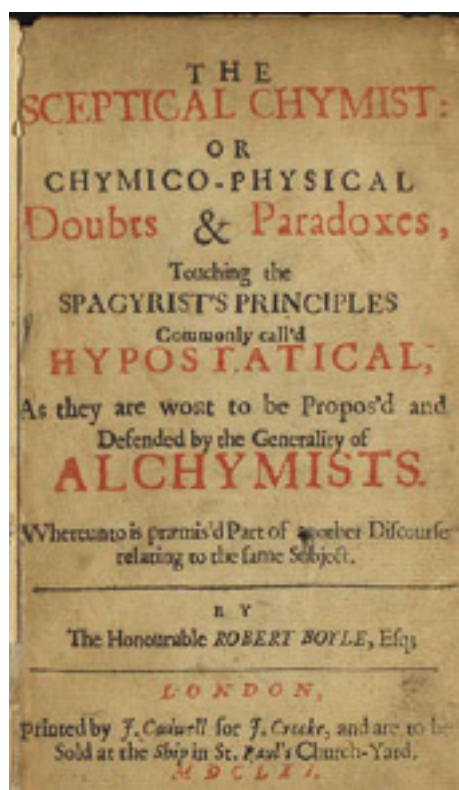 THE
SCEPTICAL CHYMIST:
OR
CHYMICO-PHYSICAL
Doubts & Paradoxes,
Touching the
SPAGYRIST'S PRINCIPLES
Commonly call'd
HYPOSTATICAL,
As they are wont to be Propos'd and
Defended by the Generality of
ALCHYMISTS.
Whereunto is præmis'd Part of another Discourse
relating to the same Subject.
BY
The Honourable ROBERT BOYLE, Esq;
LONDON,
Printed by J. Cadwell for J. Crooke, and are to be
Sold at the Ship in St. Paul's Church-Yard.
MDCLXI.